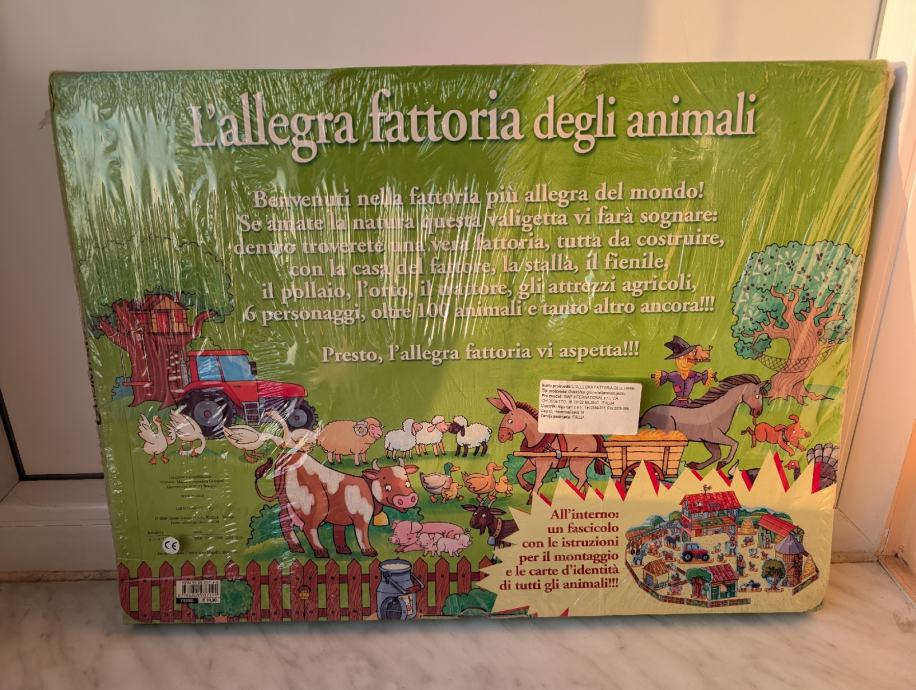 L'allegra fattoria degli animali
Benvenuti nella fattoria più allegra del mondo!
Se amate la natura questa valigetta vi farà sognare:
dentro troverete una vera fattoria, tutta da costruire,
con la casa del fattore, la stalla, il fienile,
il pollaio, l'orto, il trattore, gli attrezzi agricoli,
6 personaggi, oltre 100 animali e tanto altro ancora!!!
Presto, l'allegra fattoria vi aspetta!!!
All'interno:
un fascicolo
con le istruzioni
per il montaggio
e le carte d'identità
di tutti gli animali!!!
CE